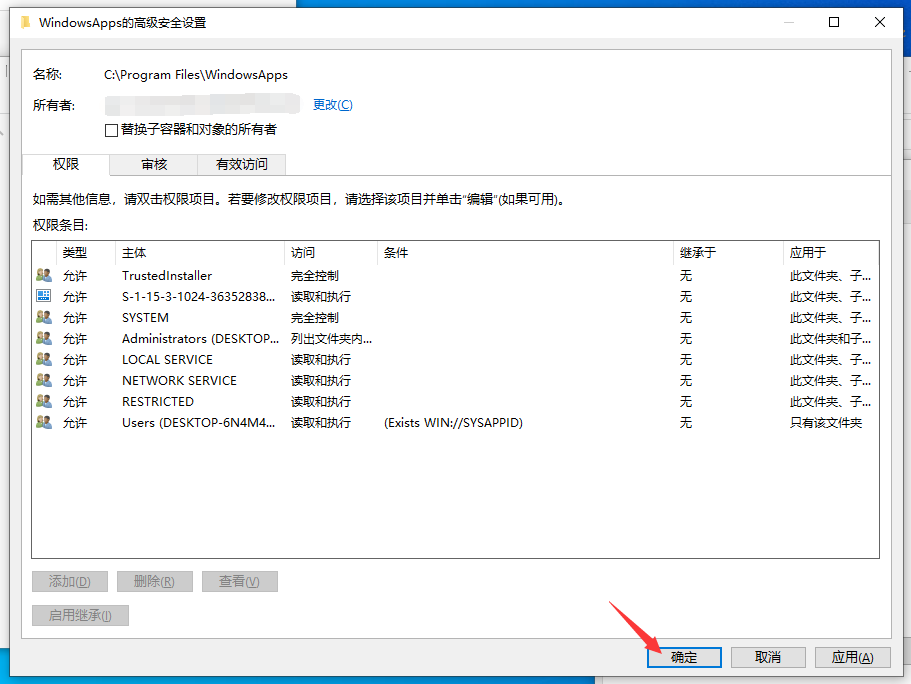 WindowsApps的高级安全设置
名称: C:\Program Files\WindowsApps
所有者: 更改(C)
替换子容器和对象的所有者
权限 审核 有效访问
如需其他信息，请双击权限项目。若要修改权限项目，请选择该项目并单击“编辑”(如果可用)。
权限条目:
类型 主体 访问 条件 继承于 应用于
允许 TrustedInstaller 完全控制 无 此文件夹、子...
允许 S-1-15-3-1024-36352838... 读取和执行 无 此文件夹、子...
允许 SYSTEM 完全控制 无 此文件夹、子...
允许 Administrators (DESKTOP... 列出文件夹内... 无 此文件夹和子...
允许 LOCAL SERVICE 读取和执行 无 此文件夹、子...
允许 NETWORK SERVICE 读取和执行 无 此文件夹、子...
允许 RESTRICTED 读取和执行 无 此文件夹、子...
允许 Users (DESKTOP-6N4M4... 读取和执行 (Exists WIN://SYSAPPID) 无 只有该文件夹
添加(D) 删除(R) 查看(V)
启用继承(I)
确定 取消 应用(A)